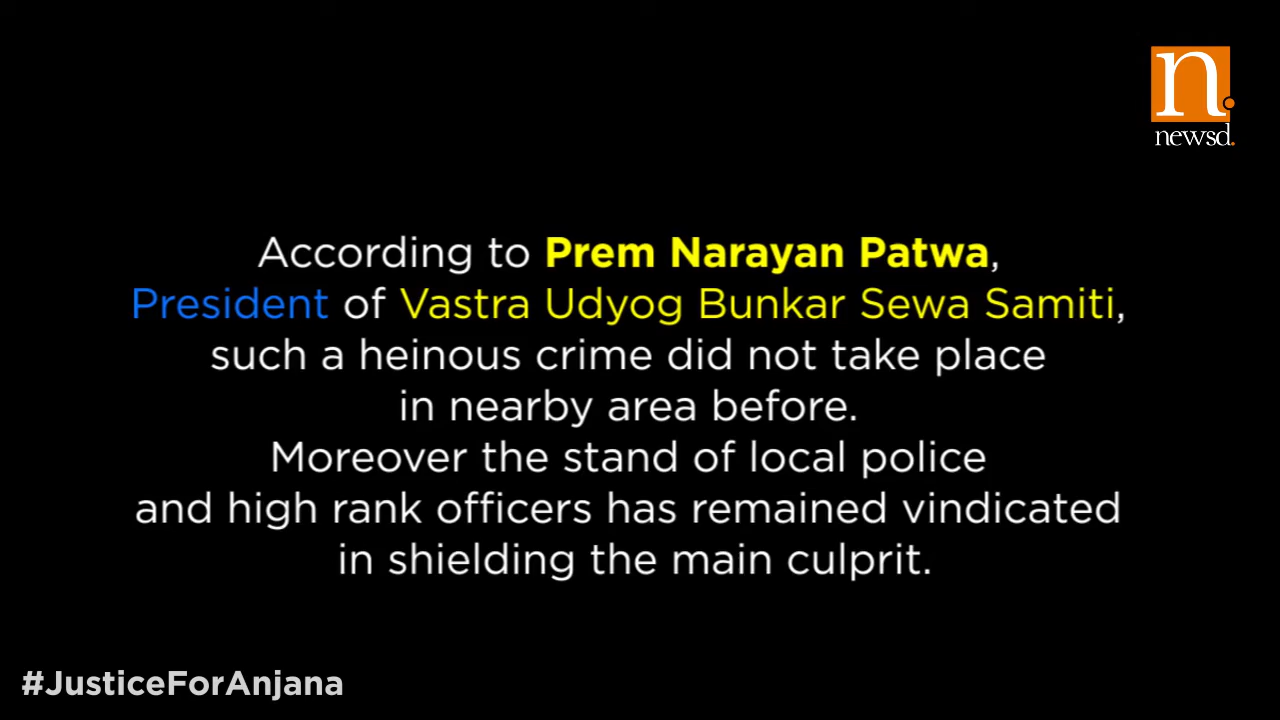 n.
newsd.
According to Prem Narayan Patwa,
President of Vastra Udyog Bunkar Sewa Samiti,
such a heinous crime did not take place
in nearby area before.
Moreover the stand of local police
and high rank officers has remained vindicated
in shielding the main culprit.
#JusticeForAnjana